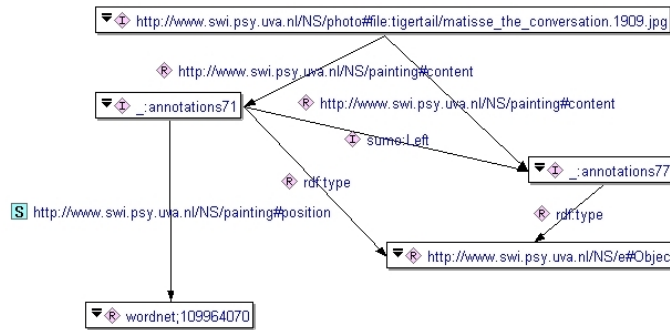 http://www.swi.psy.uva.nl/NS/photo#file:tigertail/matisse_the_conversation.1909.jpg
R http://www.swi.psy.uva.nl/NS/painting#content
I _:annotations71
R http://www.swi.psy.uva.nl/NS/painting#content
I sumo:Left
I _:annotations77
R rdf:type
S http://www.swi.psy.uva.nl/NS/painting#position
R rdf:type
R http://www.swi.psy.uva.nl/NS/e#Objec
R wordnet;109964070